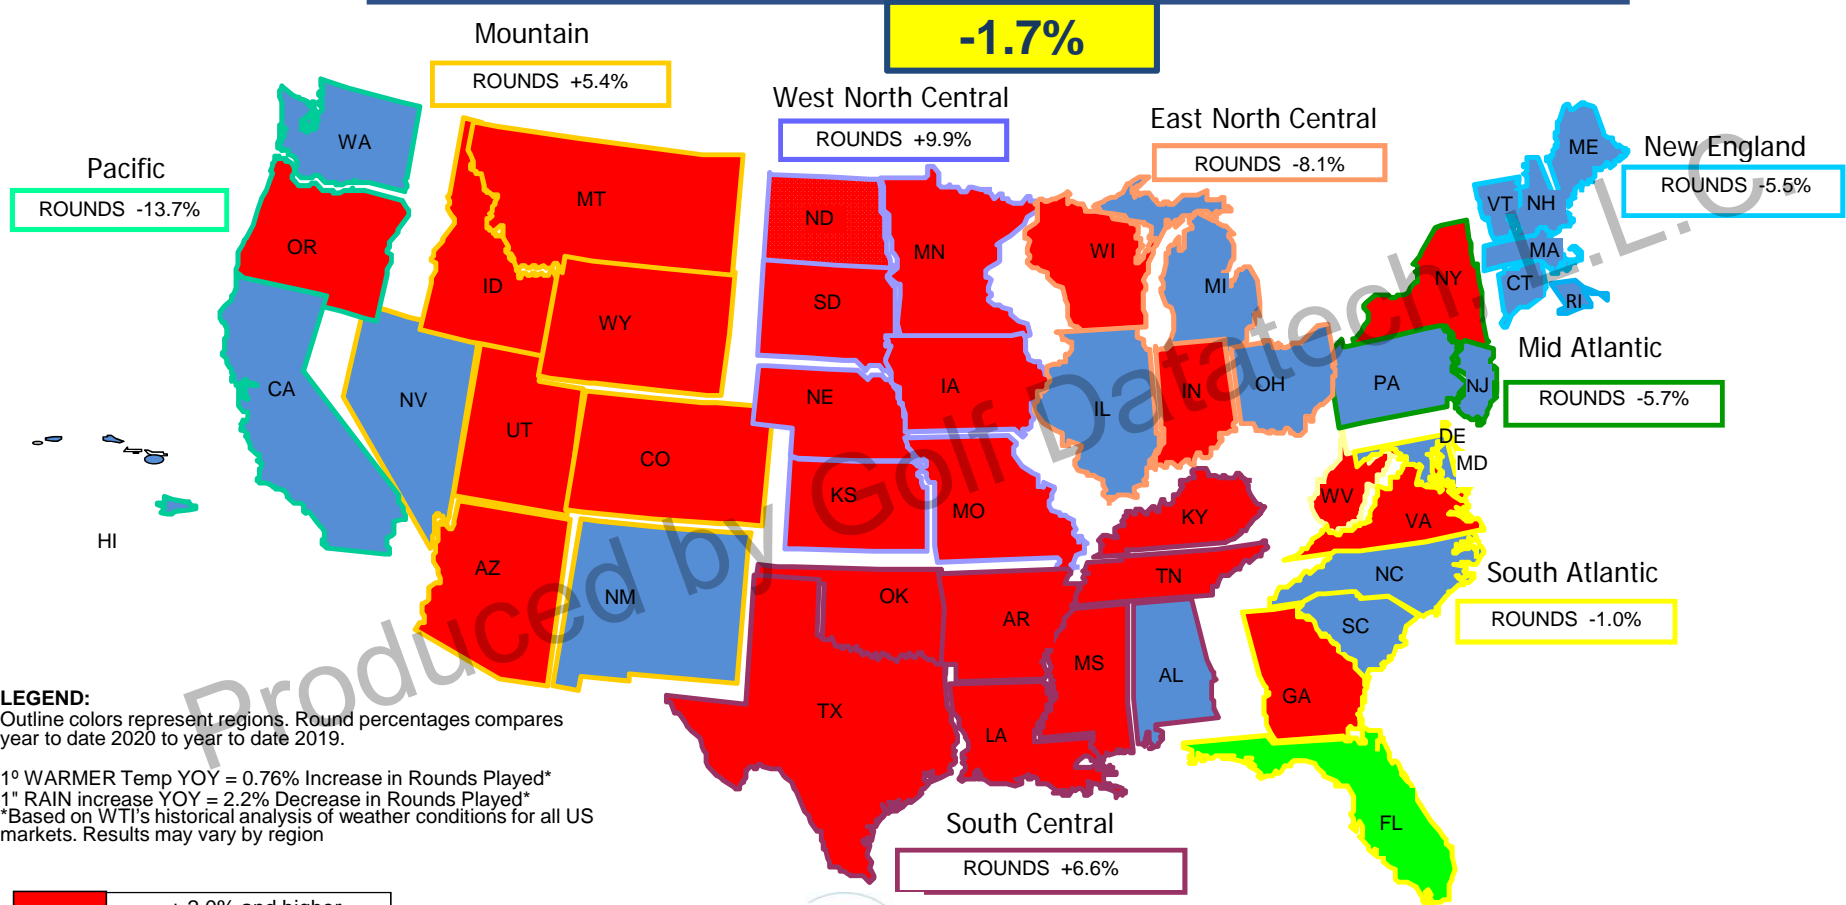 -1.7%
Mountain
ROUNDS +5.4%
West North Central
ROUNDS +9.9%
East North Central
ROUNDS -8.1%
New England
ROUNDS -5.5%
Pacific
ROUNDS -13.7%
Mid Atlantic
ROUNDS -5.7%
South Atlantic
ROUNDS -1.0%
South Central
ROUNDS +6.6%
WA
OR
CA
HI
MT
ID
WY
NV
UT
CO
AZ
NM
ND
SD
NE
KS
MN
IA
MO
WI
MI
IL
IN
OH
ME
VT
NH
MA
CT
RI
NY
PA
NJ
DE
MD
WV
VA
NC
SC
GA
FL
KY
TN
OK
AR
MS
AL
TX
LA
Produced by Golf Datatech, L.L.C.
LEGEND:
Outline colors represent regions. Round percentages compares
year to date 2020 to year to date 2019.
1º WARMER Temp YOY = 0.76% Increase in Rounds Played*
1" RAIN increase YOY = 2.2% Decrease in Rounds Played*
*Based on WTI's historical analysis of weather conditions for all US
markets. Results may vary by region
+ 2.0% and higher